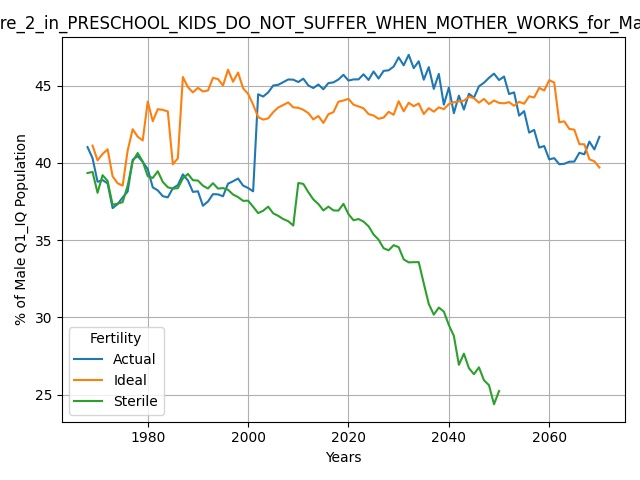 re_2_in_PRESCHOOL_KIDS_DO_NOT_SUFFER_WHEN_MOTHER_WORKS_for_Ma
% of Male Q1_IQ Population
45
40
35
30
25
Fertility
Actual
Ideal
Sterile
1980
2000
2020
2040
2060
Years